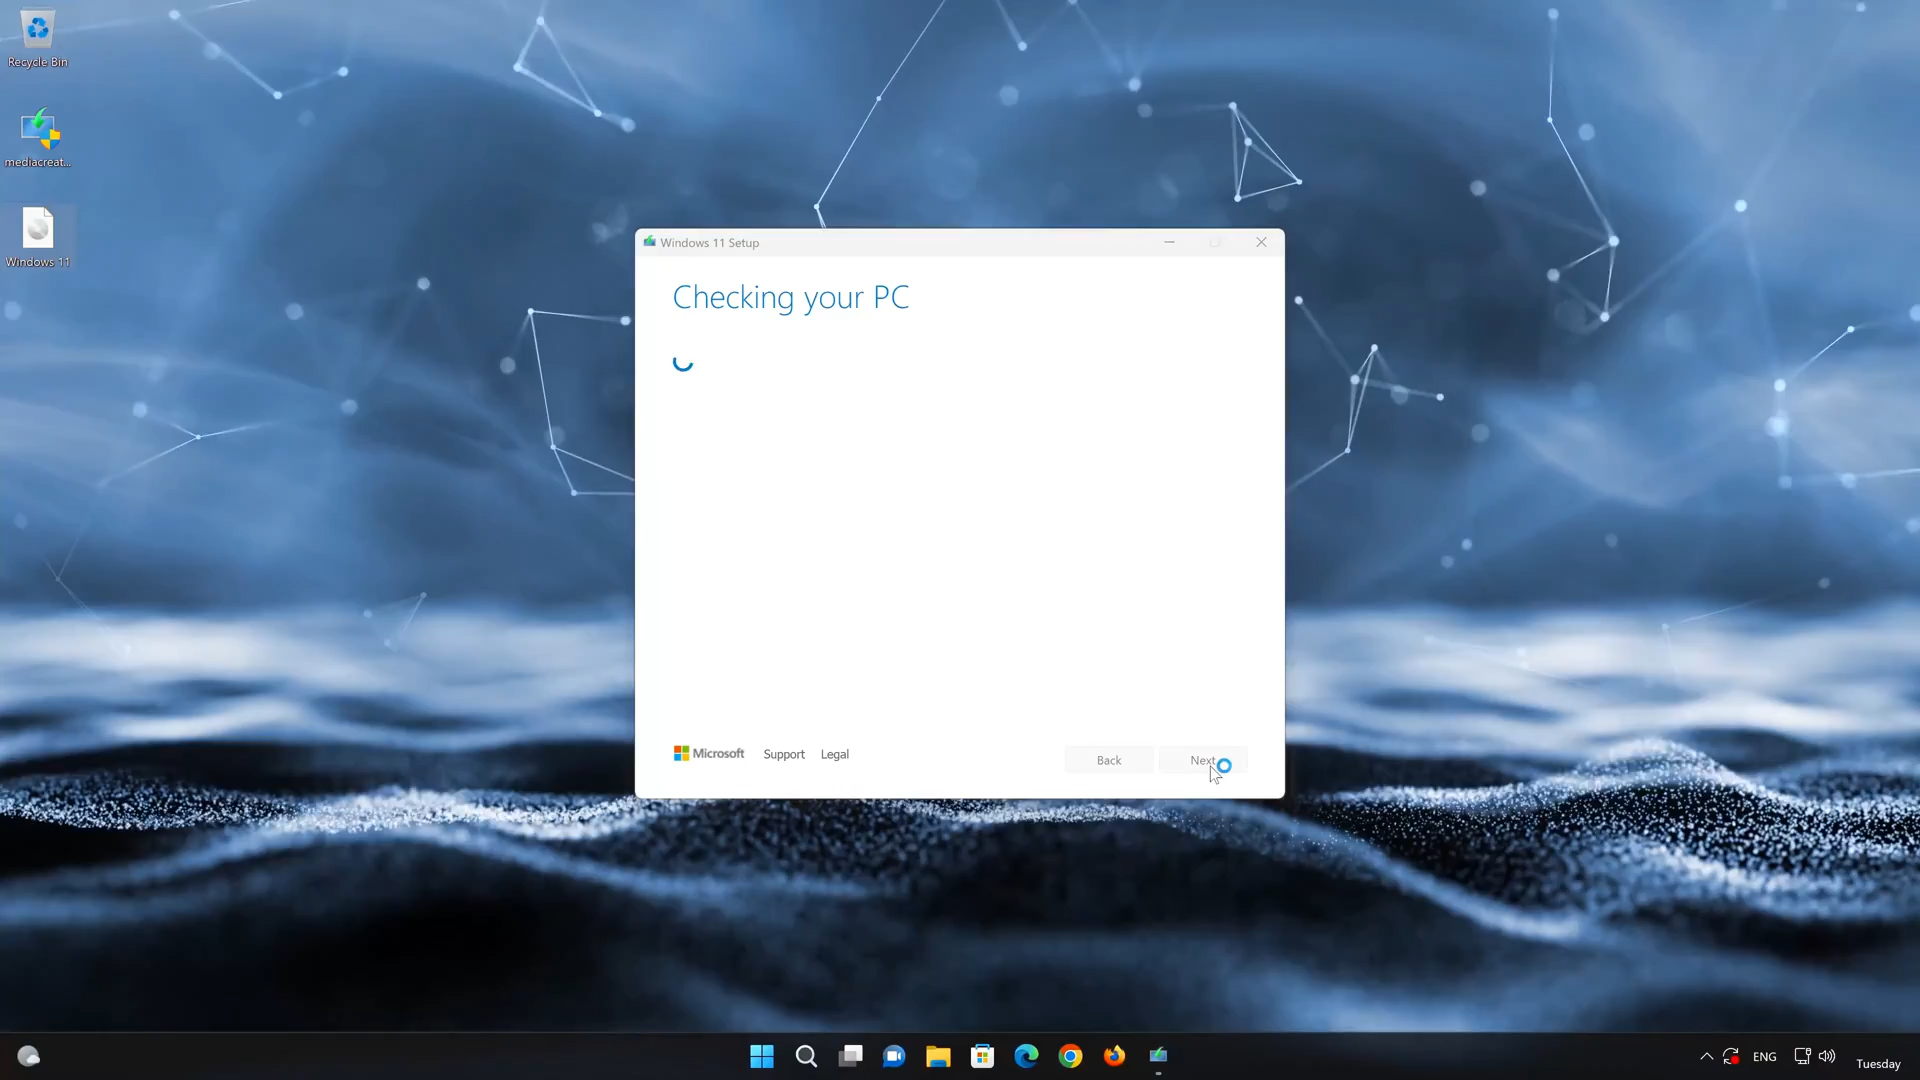 Recycle Bin
mediacreat...
Windows 11
Windows 11 Setup
Checking your PC
Microsoft
Support
Legal
Back
Next
ENG
Tuesday